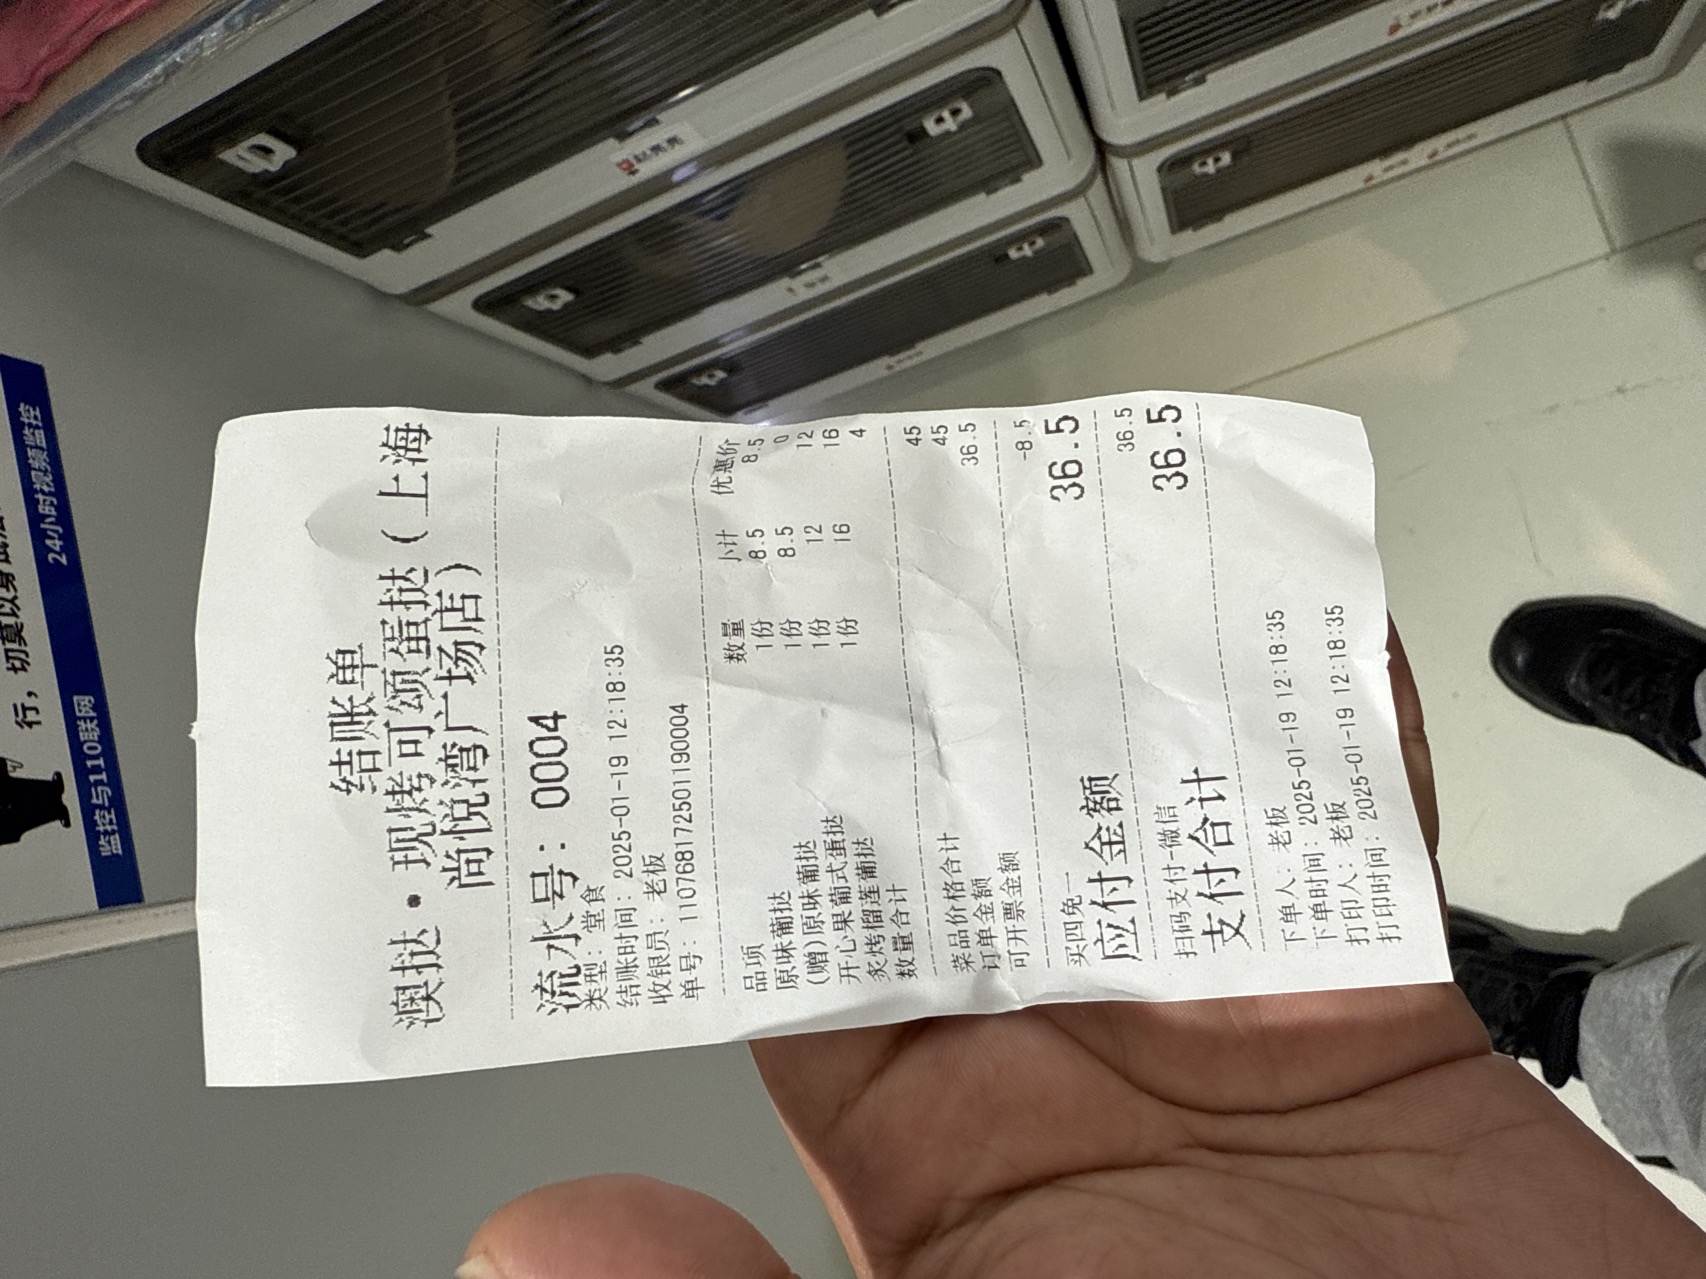 结账单
澳挞·现烤可颂蛋挞(上海
尚悦湾广场店)
流水号: 0004
类型: 堂食
结账时间: 2025-01-19 12:18:35
收银员: 老板
单号: 11076817250119​0004
品项 数量 小计 优惠价
原味葡挞 1份 8.5 8.5
(赠)原味葡挞 1份 8.5 0
开心果葡式蛋挞 1份 12 12
炙烤榴莲葡挞 1份 16 16
数量合计 4
菜品价格合计 45
订单金额 45
可开票金额 36.5
买四免一 -8.5
应付金额 36.5
扫码支付-微信 36.5
支付合计 36.5
下单人: 老板
下单时间: 2025-01-19 12:18:35
打印人: 老板
打印时间: 2025-01-19 12:18:35
行,切莫以身
监控与110联网 24小时视频监控